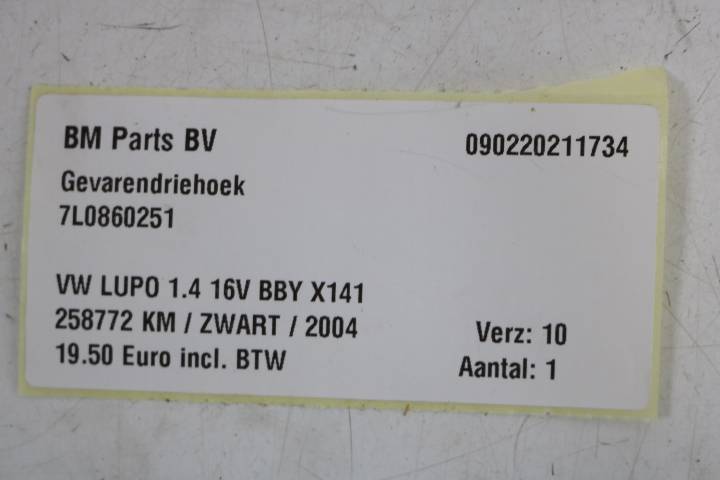 BM Parts BV 090220211734
Gevarendriehoek
7L0860251
VW LUPO 1.4 16V BBY X141
258772 KM / ZWART / 2004 Verz: 10
19.50 Euro incl. BTW Aantal: 1